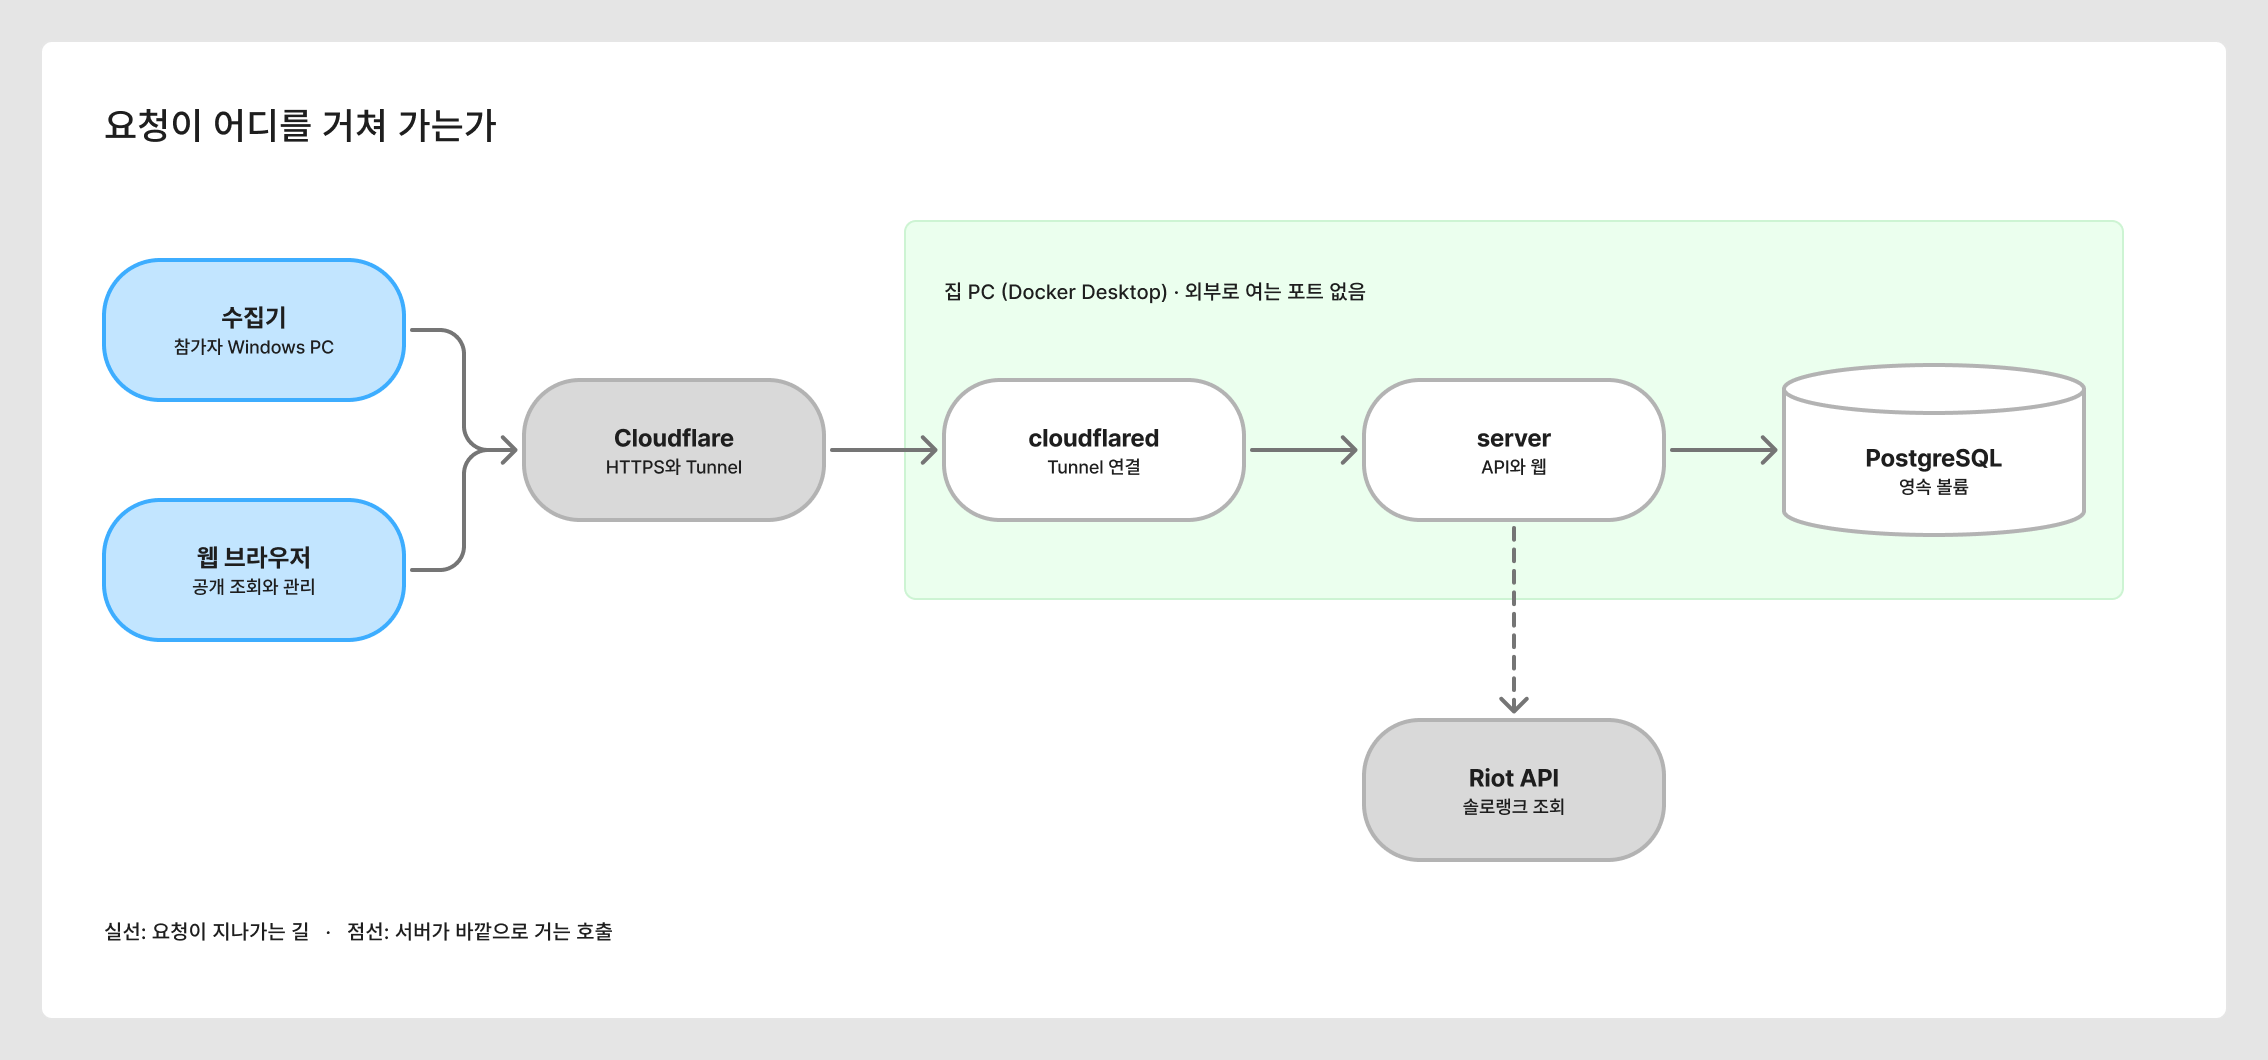 요청이 어디를 거쳐 가는가
집 PC (Docker Desktop) · 외부로 여는 포트 없음
수집기
참가자 Windows PC
웹 브라우저
공개 조회와 관리
Cloudflare
HTTPS와 Tunnel
cloudflared
Tunnel 연결
server
API와 웹
PostgreSQL
영속 볼륨
Riot API
솔로랭크 조회
실선: 요청이 지나가는 길 · 점선: 서버가 바깥으로 거는 호출